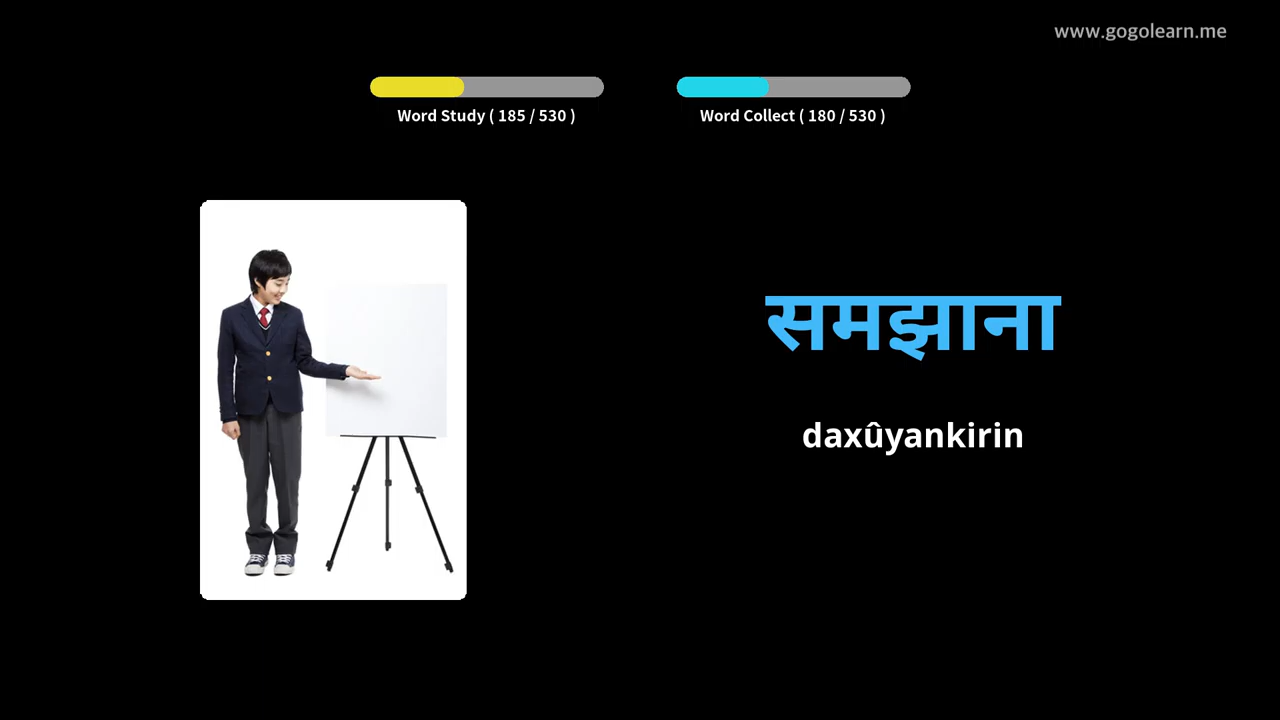 www.gogolearn.me
Word Study ( 185 / 530 )
Word Collect ( 180 / 530 )
समझाना
daxûyankirin